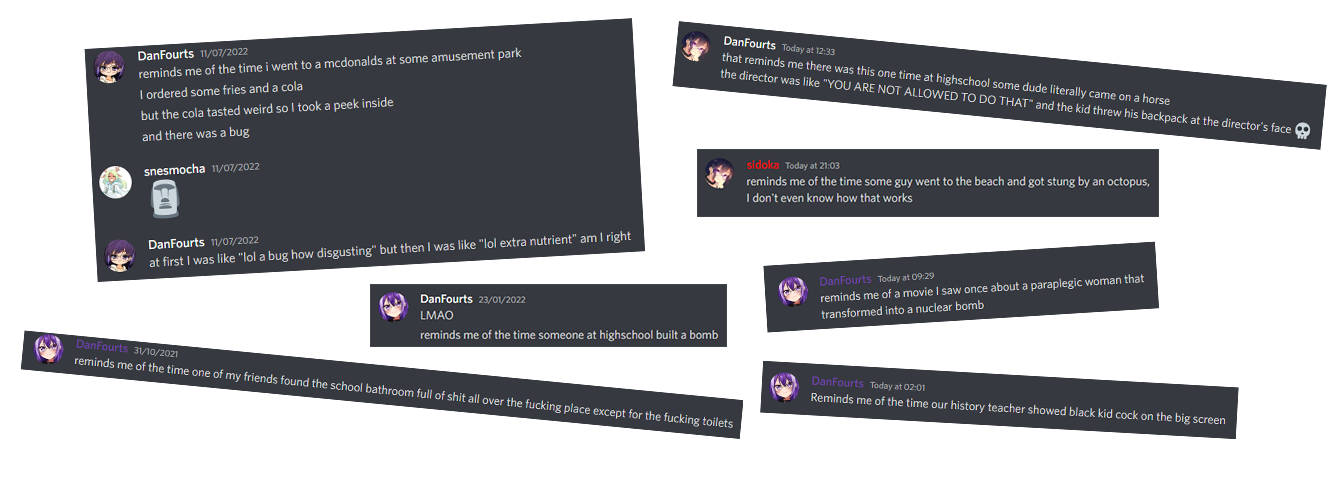 DanFourts 11/07/2022
reminds me of the time i went to a mcdonalds at some amusement park
I ordered some fries and a cola
but the cola tasted weird so I took a peek inside
and there was a bug
snesmocha 11/07/2022
DanFourts 11/07/2022
at first I was like "lol a bug how disgusting" but then I was like "lol extra nutrient" am I right
DanFourts 23/01/2022
LMAO
reminds me of the time someone at highschool built a bomb
DanFourts 31/10/2021
reminds me of the time one of my friends found the school bathroom full of shit all over the fucking place except for the fucking toilets
DanFourts Today at 12:33
that reminds me there was this one time at highschool some dude literally came on a horse
the director was like "YOU ARE NOT ALLOWED TO DO THAT" and the kid threw his backpack at the director's face
sidoka Today at 21:03
reminds me of the time some guy went to the beach and got stung by an octopus,
I don't even know how that works
DanFourts Today at 09:29
reminds me of a movie I saw once about a paraplegic woman that
transformed into a nuclear bomb
DanFourts Today at 02:01
Reminds me of the time our history teacher showed black kid cock on the big screen